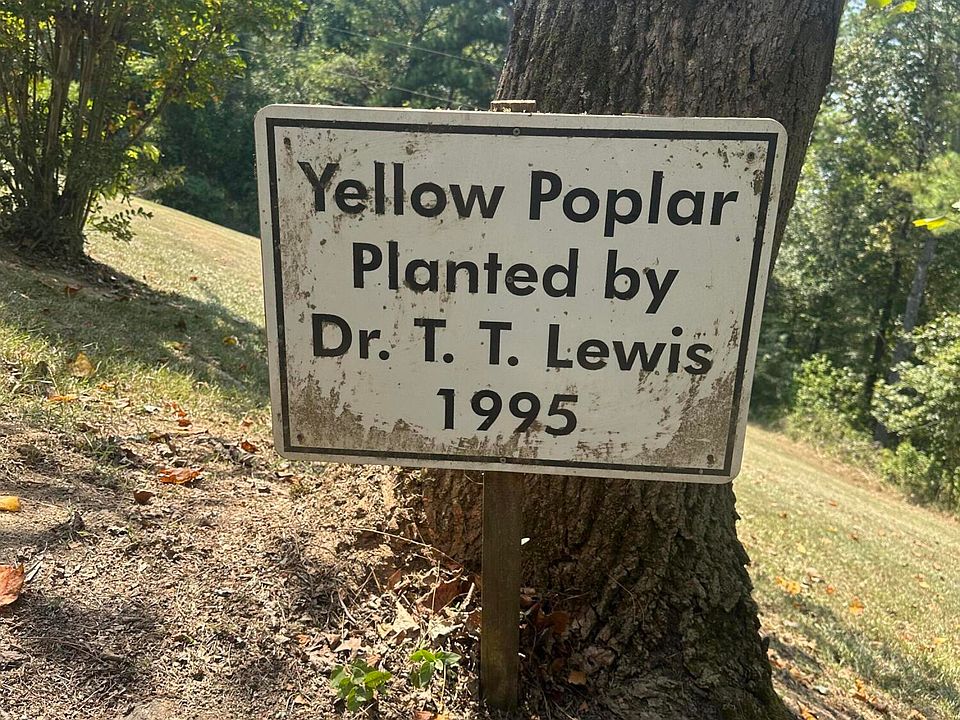 Yellow Poplar
Planted by
Dr. T. T. Lewis
1995